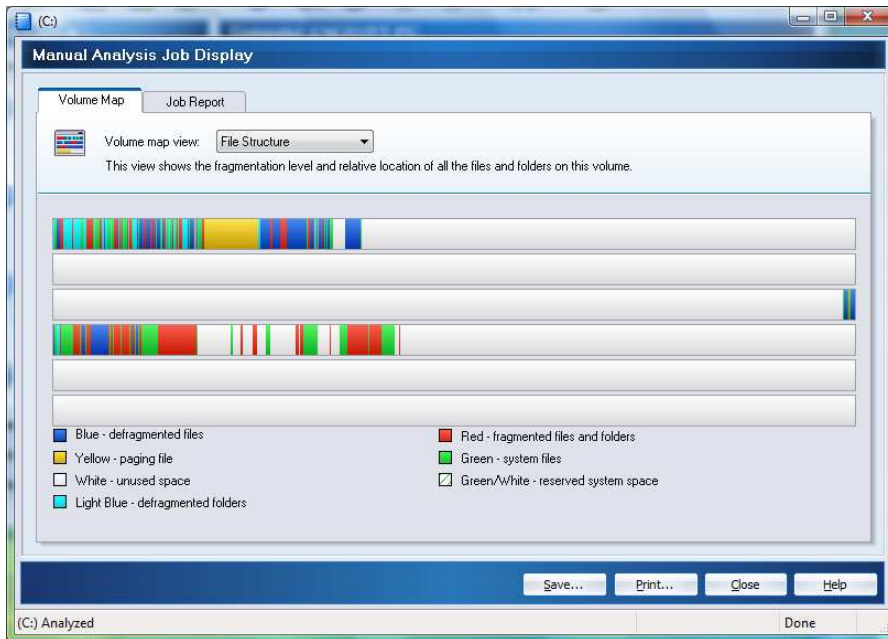 (C:)
Manual Analysis Job Display
Volume Map
Job Report
Volume map view: File Structure
This view shows the fragmentation level and relative location of all the files and folders on this volume.
Blue - defragmented files
Red - fragmented files and folders
Yellow - paging file
Green - system files
White - unused space
Green/White - reserved system space
Light Blue - defragmented folders
Save... Print... Close Help
(C:) Analyzed
Done